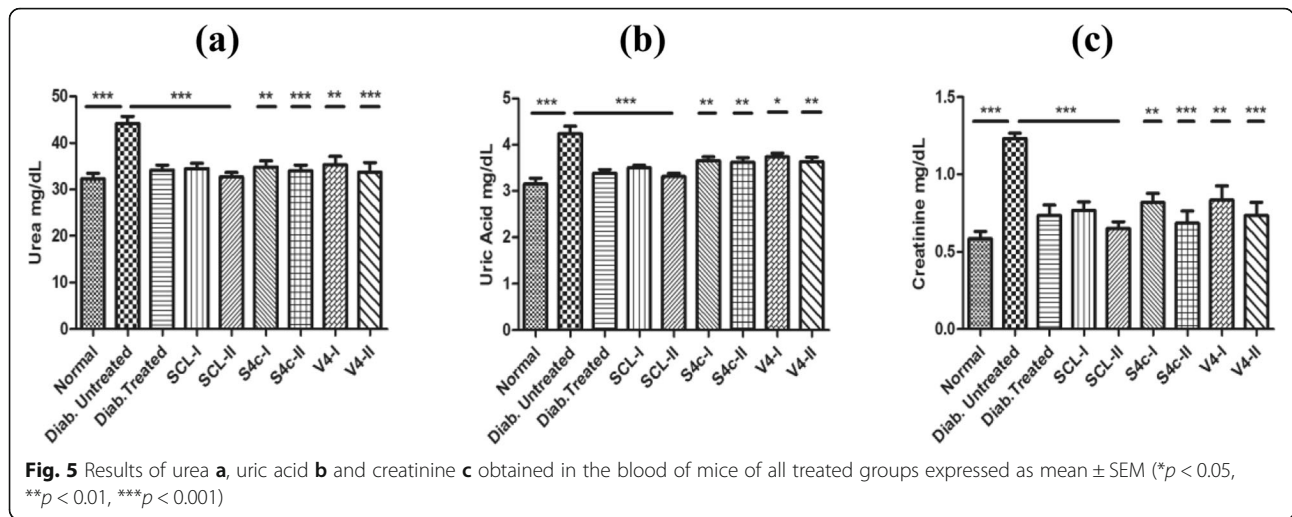 (a)
(b)
(c)
*** *** ** *** ** ***
*** *** ** ** * **
*** *** ** *** ** ***
Urea mg/dL
50
40
30
20
10
0
Normal
Diab. Untreated
Diab.Treated
SCL-I
SCL-II
S4c-I
S4c-II
V4-I
V4-II
Uric Acid mg/dL
5
4
3
2
1
0
Normal
Diab. Untreated
Diab.Treated
SCL-I
SCL-II
S4c-I
S4c-II
V4-I
V4-II
Creatinine mg/dL
1.5
1.0
0.5
0.0
Normal
Diab. Untreated
Diab.Treated
SCL-I
SCL-II
S4c-I
S4c-II
V4-I
V4-II
Fig. 5 Results of urea a, uric acid b and creatinine c obtained in the blood of mice of all treated groups expressed as mean ± SEM (*p < 0.05,
**p < 0.01, ***p < 0.001)